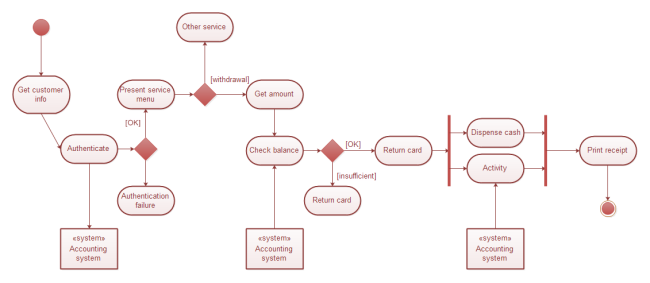 Other service
[withdrawal]
Get customer
info
Present service
menu
Get amount
[OK]
Authenticate
Check balance
[OK]
Return card
Dispense cash
Activity
Print receipt
[insufficient]
Authentication
failure
Return card
«system»
Accounting
system
«system»
Accounting
system
«system»
Accounting
system